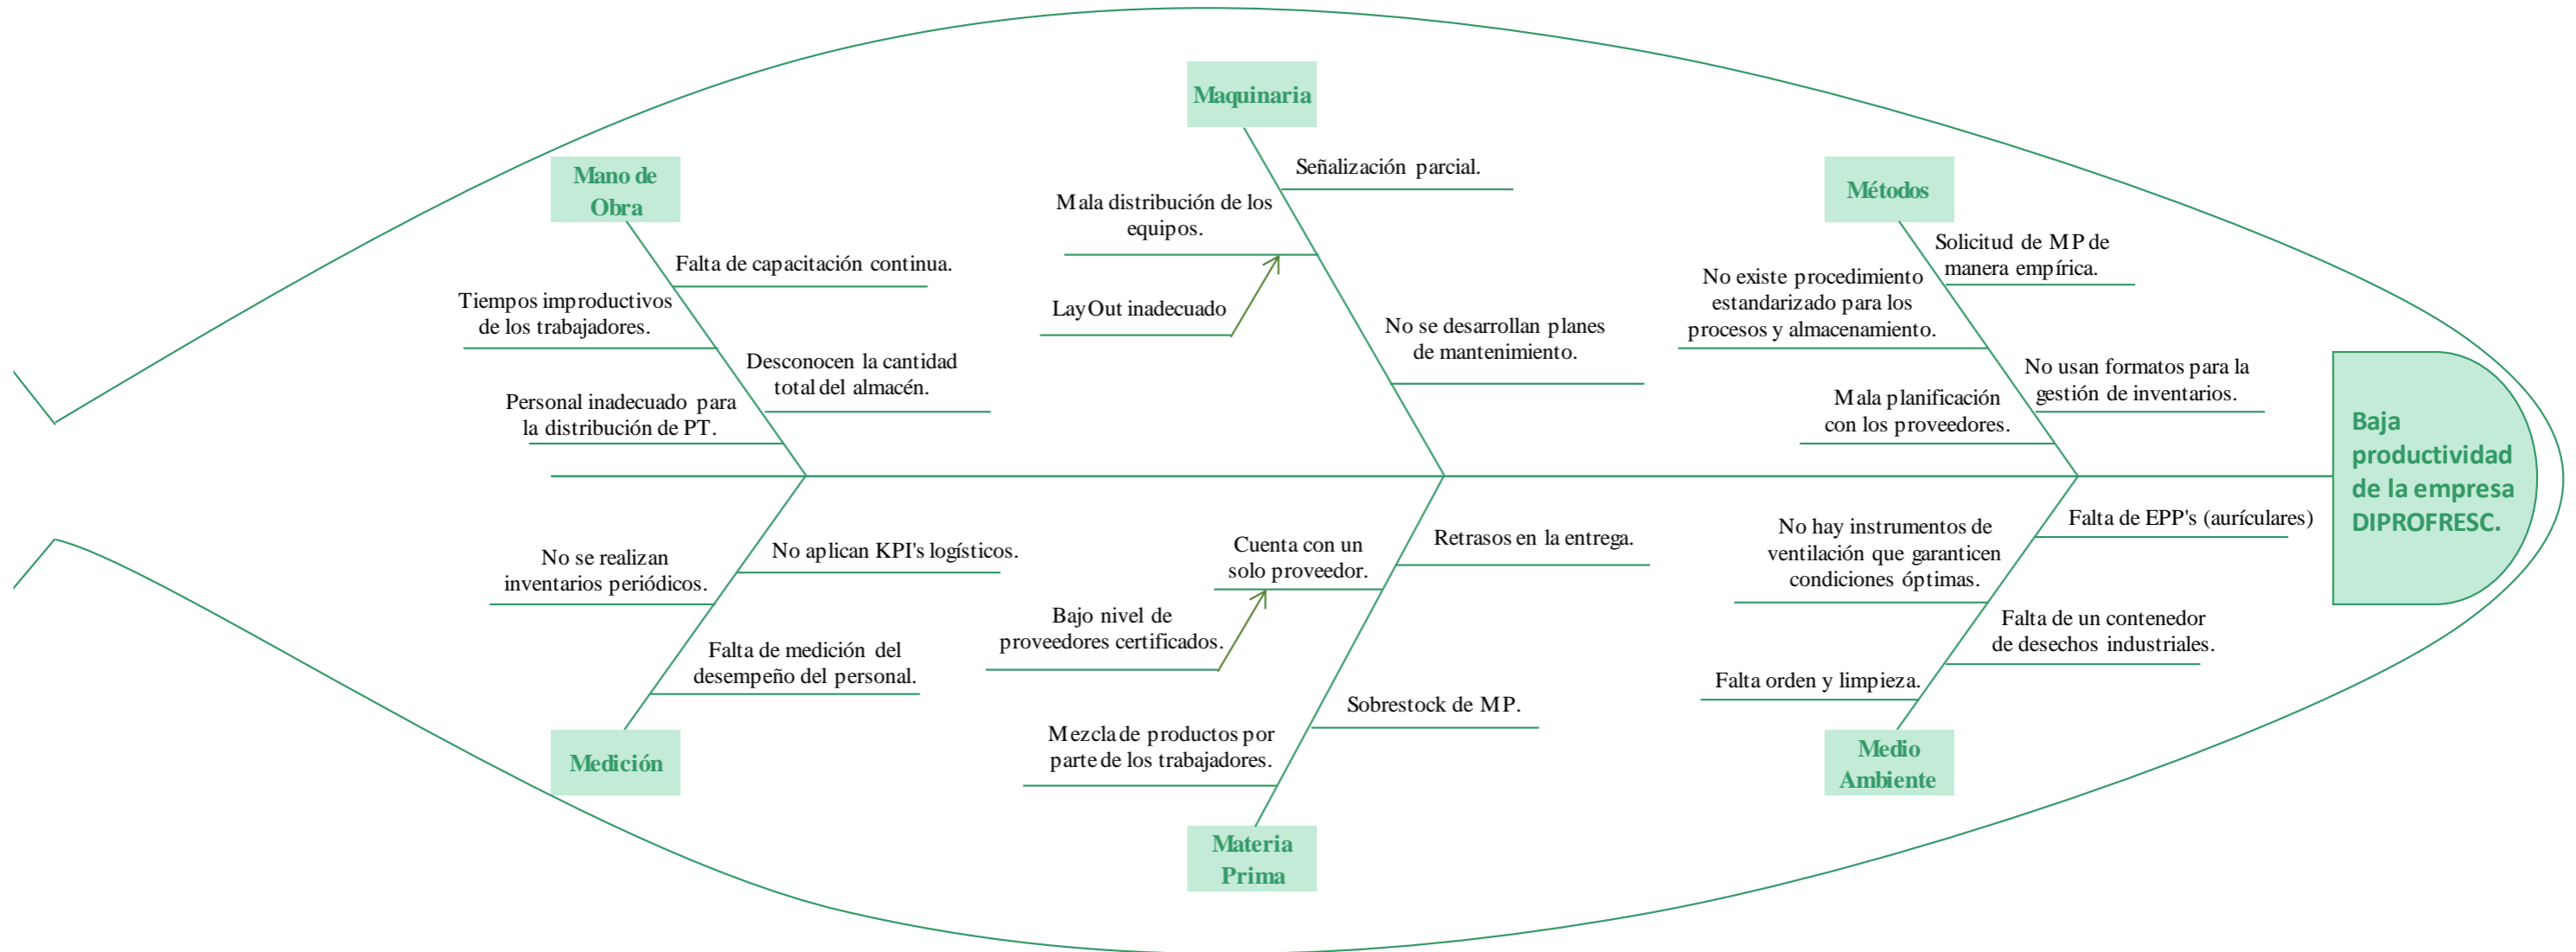 Maquinaria
Señalización parcial.
Mala distribución de los
equipos.
LayOut inadecuado
No se desarrollan planes
de mantenimiento.
Mano de
Obra
Falta de capacitación continua.
Tiempos improductivos
de los trabajadores.
Desconocen la cantidad
total del almacén.
Personal inadecuado para
la distribución de PT.
Métodos
Solicitud de MP de
manera empírica.
No existe procedimiento
estandarizado para los
procesos y almacenamiento.
No usan formatos para la
gestión de inventarios.
Mala planificación
con los proveedores.
Baja
productividad
de la empresa
DIPROFRESC.
No aplican KPI's logísticos.
No se realizan
inventarios periódicos.
Falta de medición del
desempeño del personal.
Medición
Retrasos en la entrega.
Cuenta con un
solo proveedor.
Bajo nivel de
proveedores certificados.
Sobrestock de MP.
Mezcla de productos por
parte de los trabajadores.
Materia
Prima
Falta de EPP's (aurículares)
No hay instrumentos de
ventilación que garanticen
condiciones óptimas.
Falta de un contenedor
de desechos industriales.
Falta orden y limpieza.
Medio
Ambiente